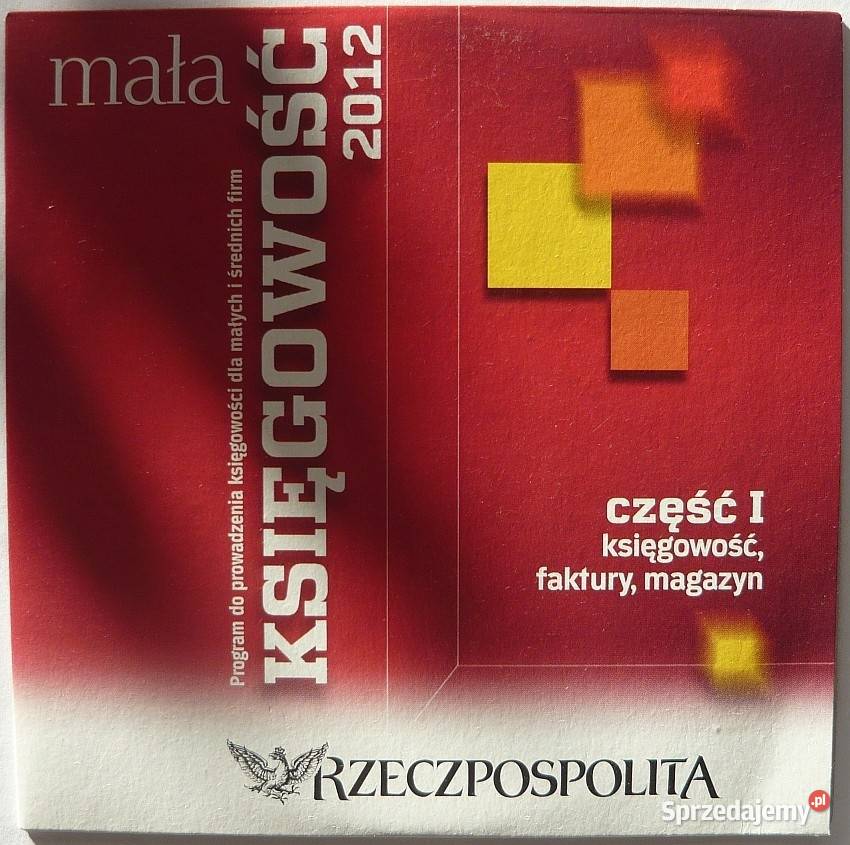 mała
KSIĘGOWOŚĆ
2012
Program do prowadzenia księgowości dla małych i średnich firm
część I
księgowość,
faktury, magazyn
RZECZPOSPOLITA
Sprzedajemy.pl